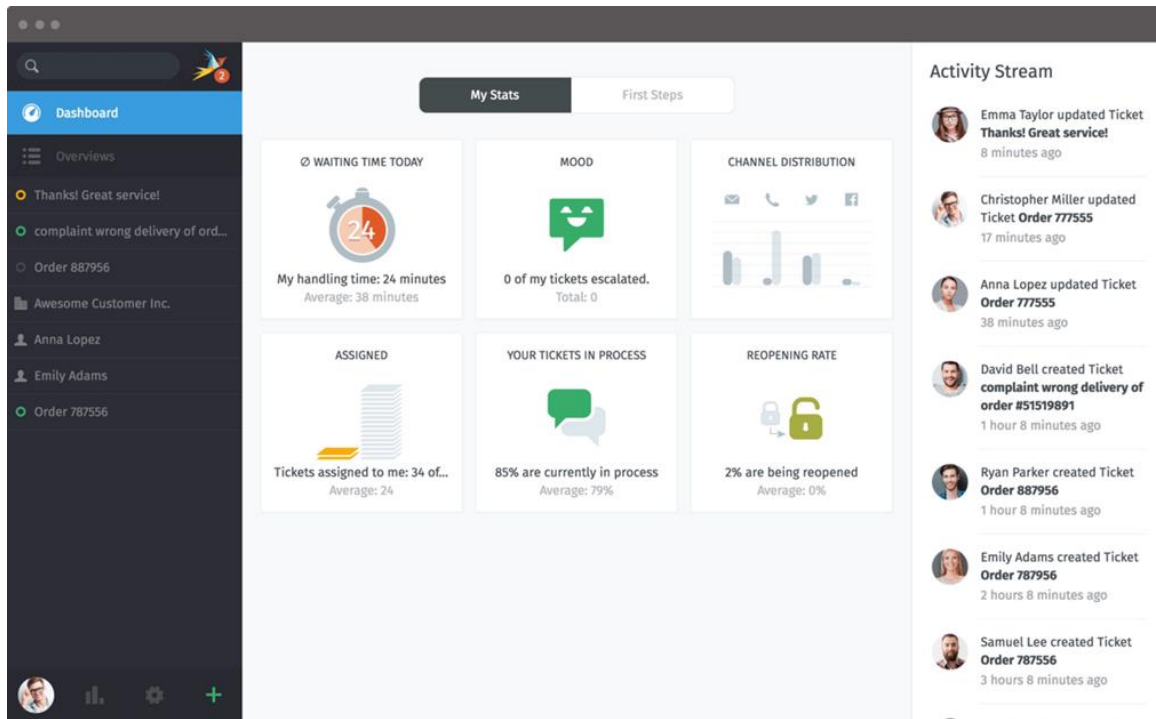 2
Dashboard
Overviews
Thanks! Great service!
complaint wrong delivery of ord...
Order 887956
Awesome Customer Inc.
Anna Lopez
Emily Adams
Order 787556
My Stats
First Steps
Ø WAITING TIME TODAY
24
My handling time: 24 minutes
Average: 38 minutes
MOOD
0 of my tickets escalated.
Total: 0
CHANNEL DISTRIBUTION
ASSIGNED
Tickets assigned to me: 34 of...
Average: 24
YOUR TICKETS IN PROCESS
85% are currently in process
Average: 79%
REOPENING RATE
2% are being reopened
Average: 0%
Activity Stream
Emma Taylor updated Ticket
Thanks! Great service!
8 minutes ago
Christopher Miller updated
Ticket Order 777555
17 minutes ago
Anna Lopez updated Ticket
Order 777555
38 minutes ago
David Bell created Ticket
complaint wrong delivery of
order #51519891
1 hour 8 minutes ago
Ryan Parker created Ticket
Order 887956
1 hour 8 minutes ago
Emily Adams created Ticket
Order 787956
2 hours 8 minutes ago
Samuel Lee created Ticket
Order 787556
3 hours 8 minutes ago